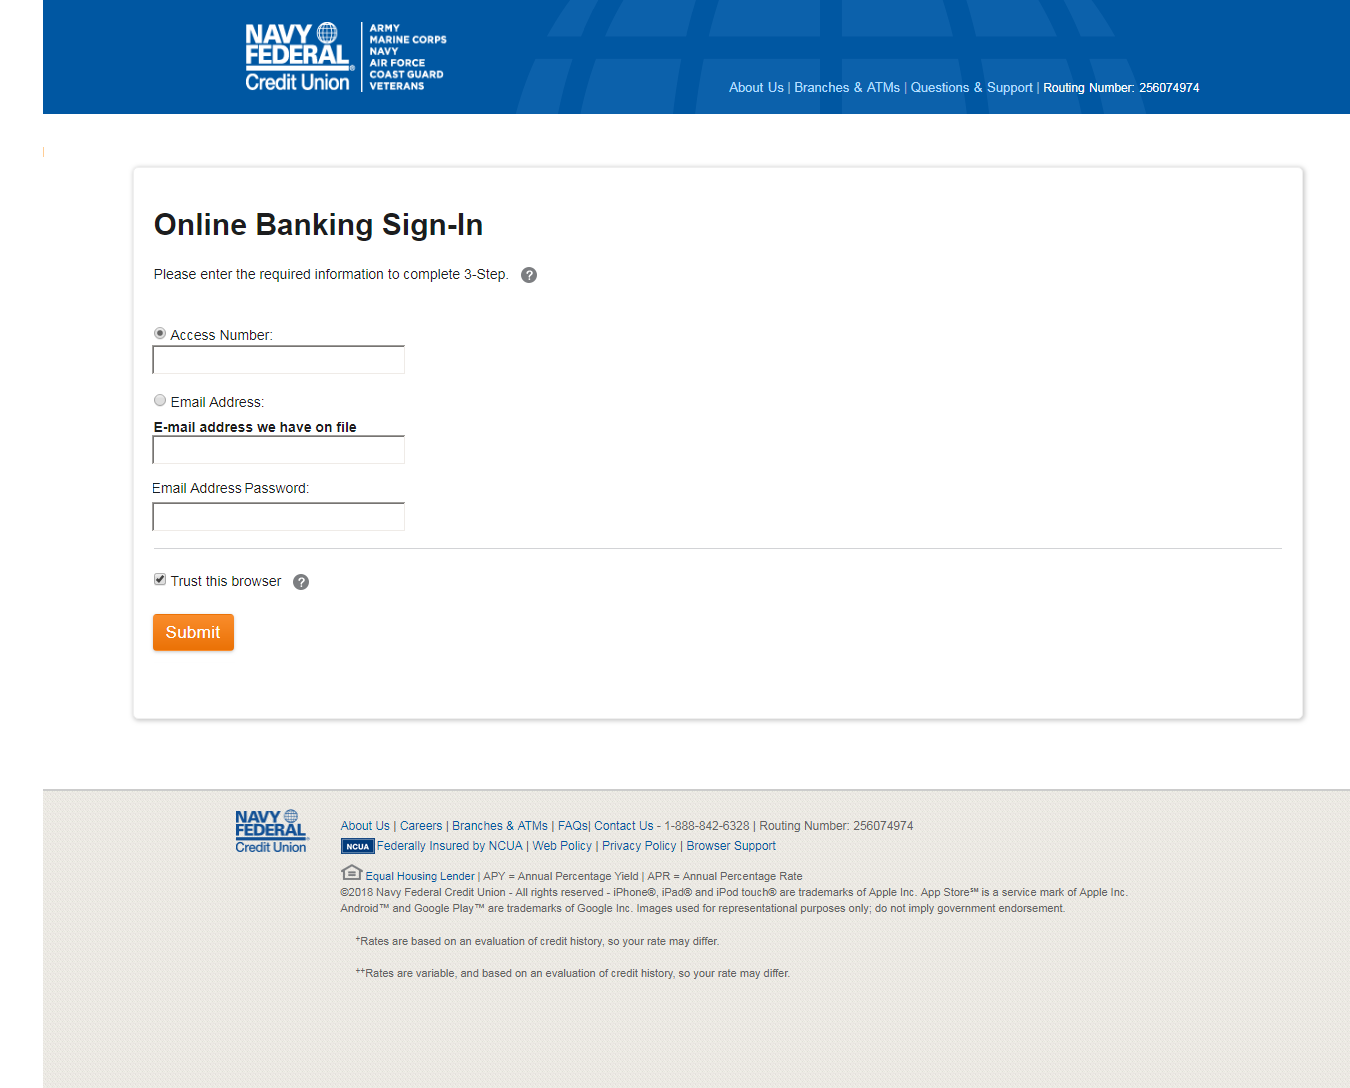 NAVY
FEDERAL®
Credit Union
ARMY
MARINE CORPS
NAVY
AIR FORCE
COAST GUARD
VETERANS
About Us | Branches & ATMs | Questions & Support | Routing Number: 256074974
Online Banking Sign-In
Please enter the required information to complete 3-Step. ?
Access Number:
Email Address:
E-mail address we have on file
Email Address Password:
Trust this browser ?
Submit
NAVY
FEDERAL®
Credit Union
About Us | Careers | Branches & ATMs | FAQs| Contact Us - 1-888-842-6328 | Routing Number: 256074974
NCUA Federally Insured by NCUA | Web Policy | Privacy Policy | Browser Support
Equal Housing Lender | APY = Annual Percentage Yield | APR = Annual Percentage Rate
©2018 Navy Federal Credit Union - All rights reserved - iPhone®, iPad® and iPod touch® are trademarks of Apple Inc. App Store℠ is a service mark of Apple Inc.
Android™ and Google Play™ are trademarks of Google Inc. Images used for representational purposes only; do not imply government endorsement.
+Rates are based on an evaluation of credit history, so your rate may differ.
++Rates are variable, and based on an evaluation of credit history, so your rate may differ.